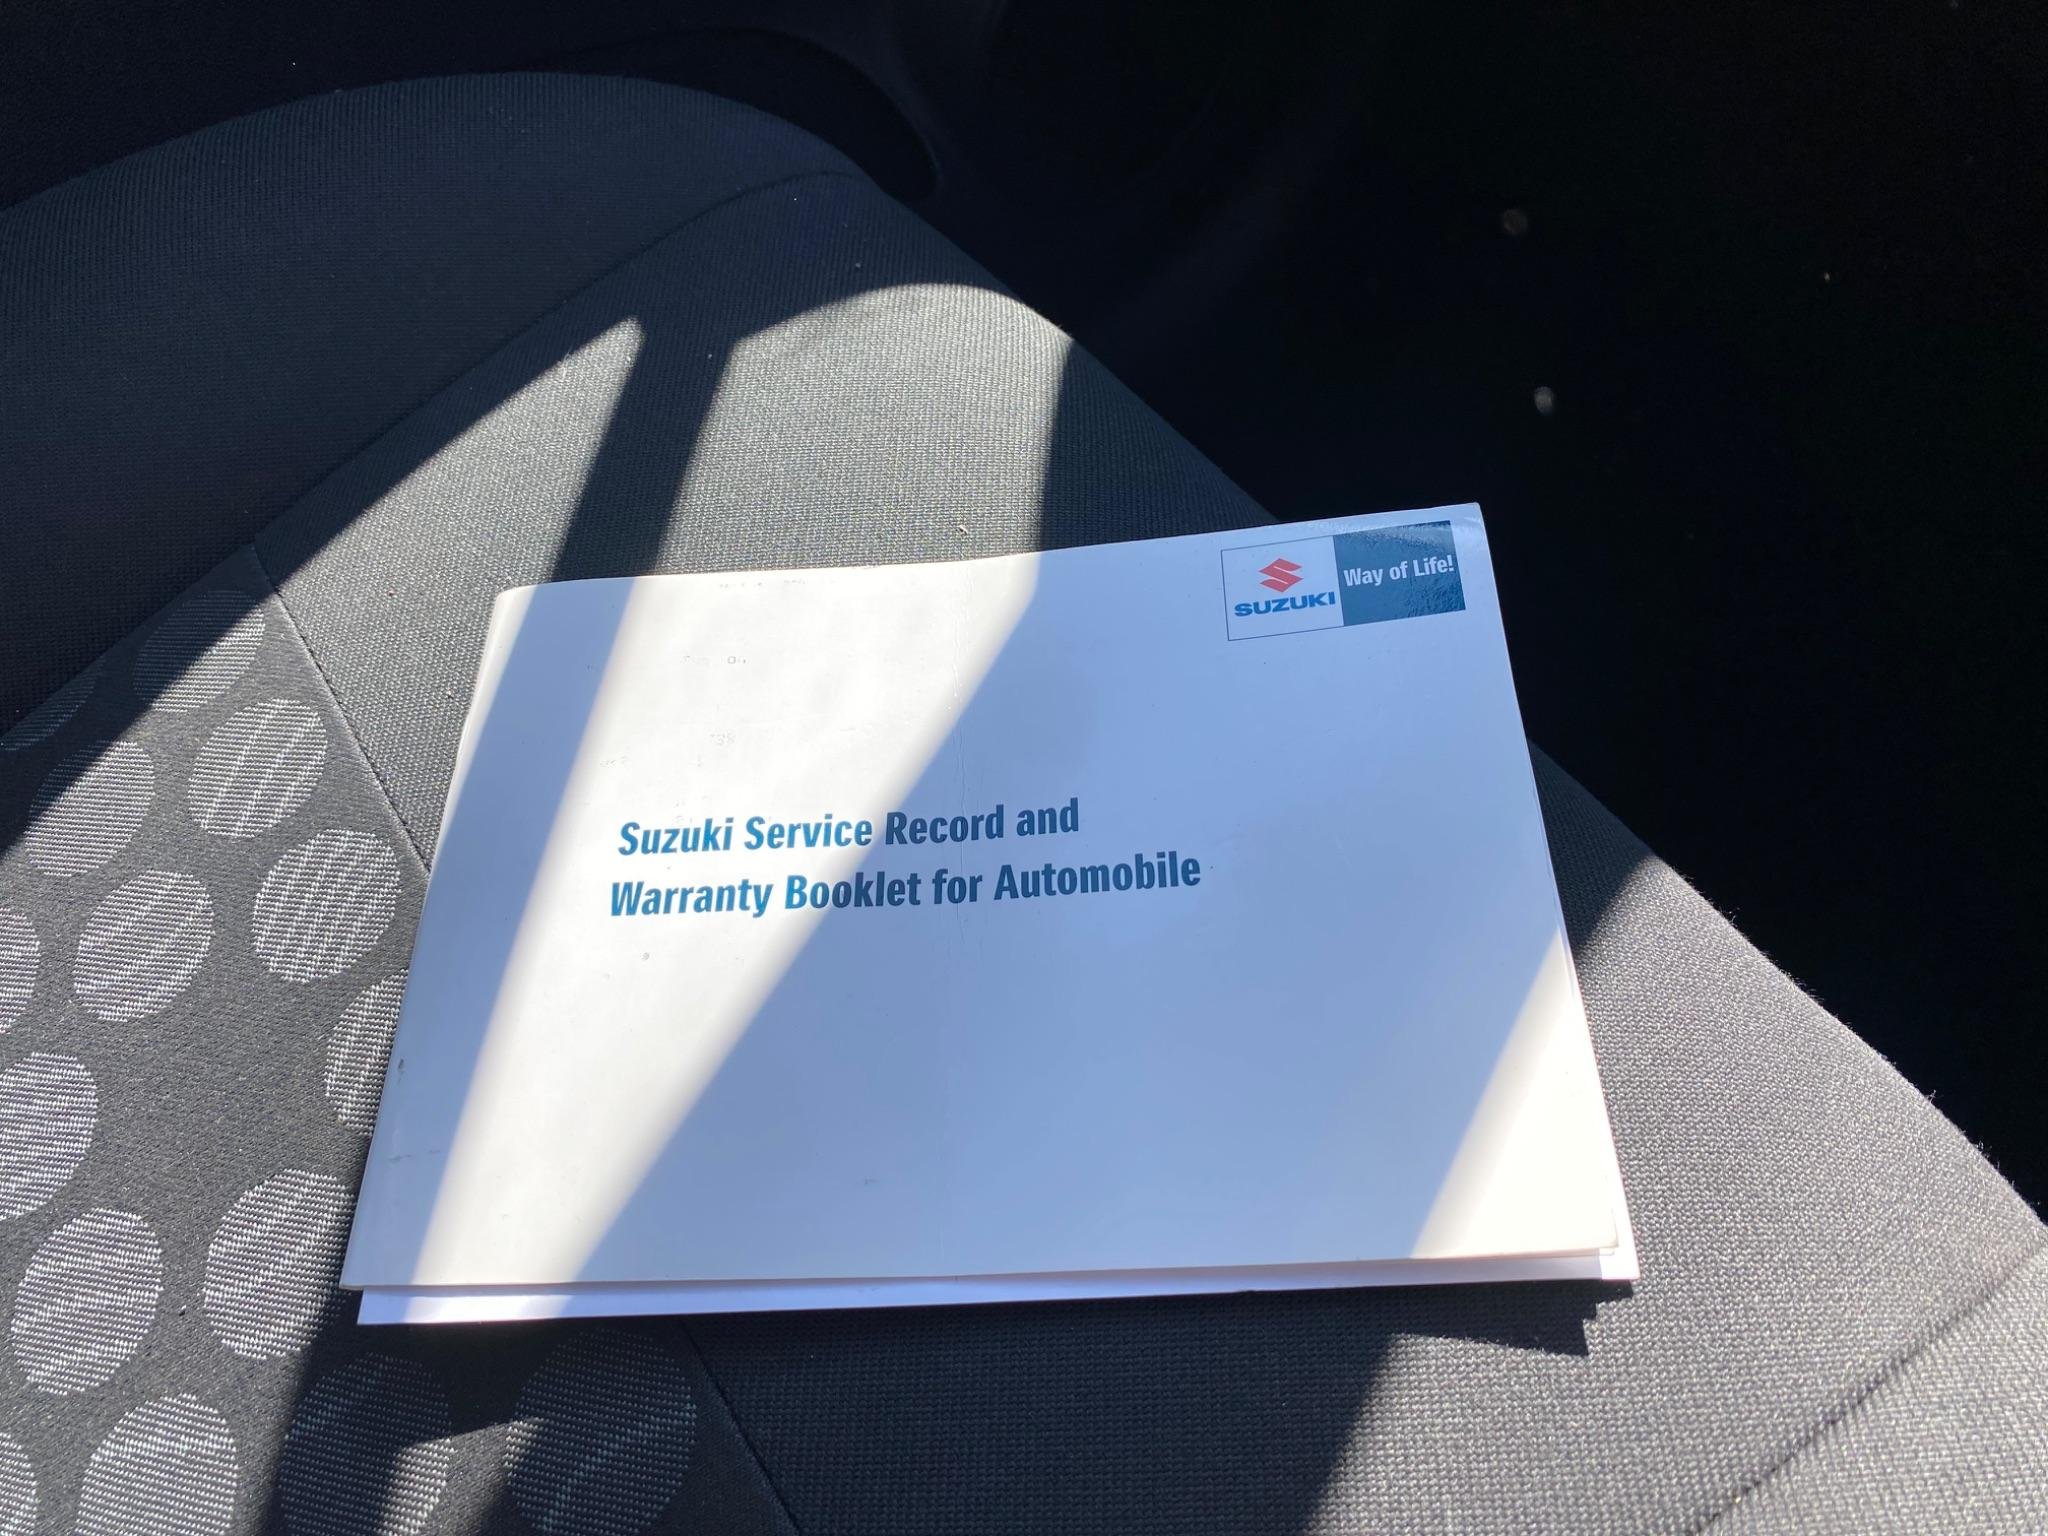 SUZUKI
Way of Life!
Suzuki Service Record and
Warranty Booklet for Automobile